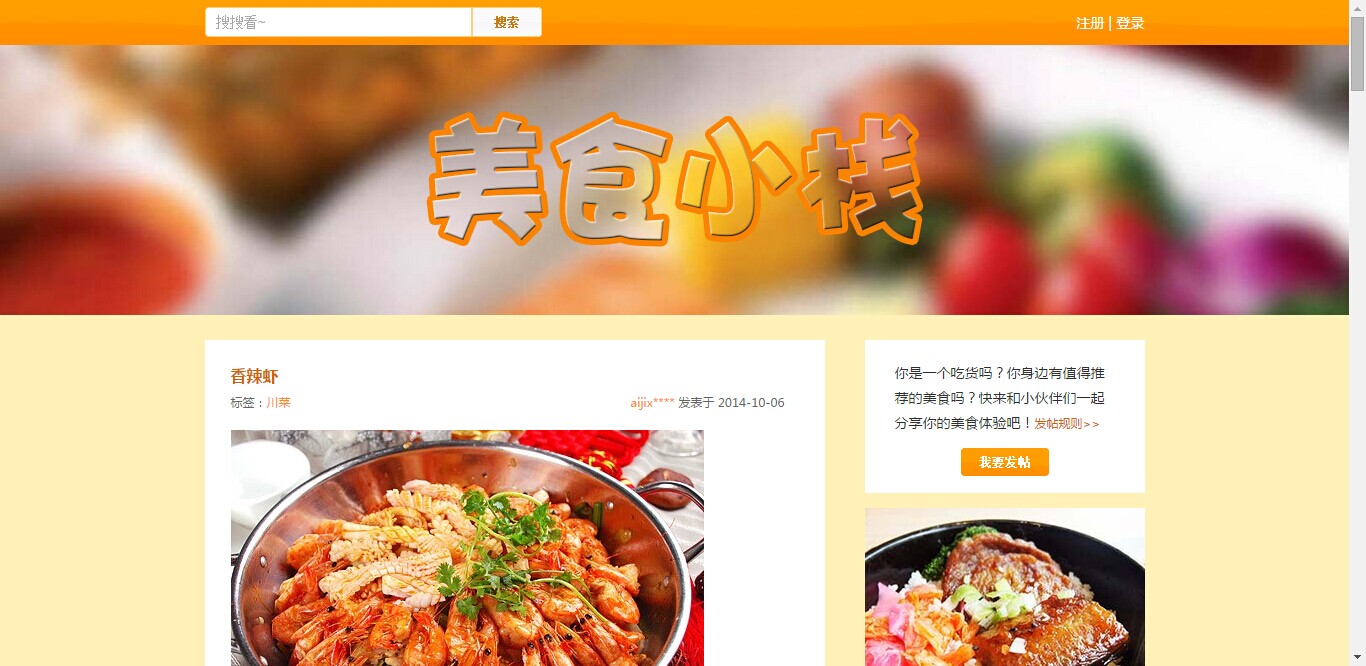 搜搜看~
搜索
注册 | 登录
美食小栈
香辣虾
标签：川菜
aijix**** 发表于 2014-10-06
你是一个吃货吗？你身边有值得推
荐的美食吗？快来和小伙伴们一起
分享你的美食体验吧！发帖规则>>
我要发帖